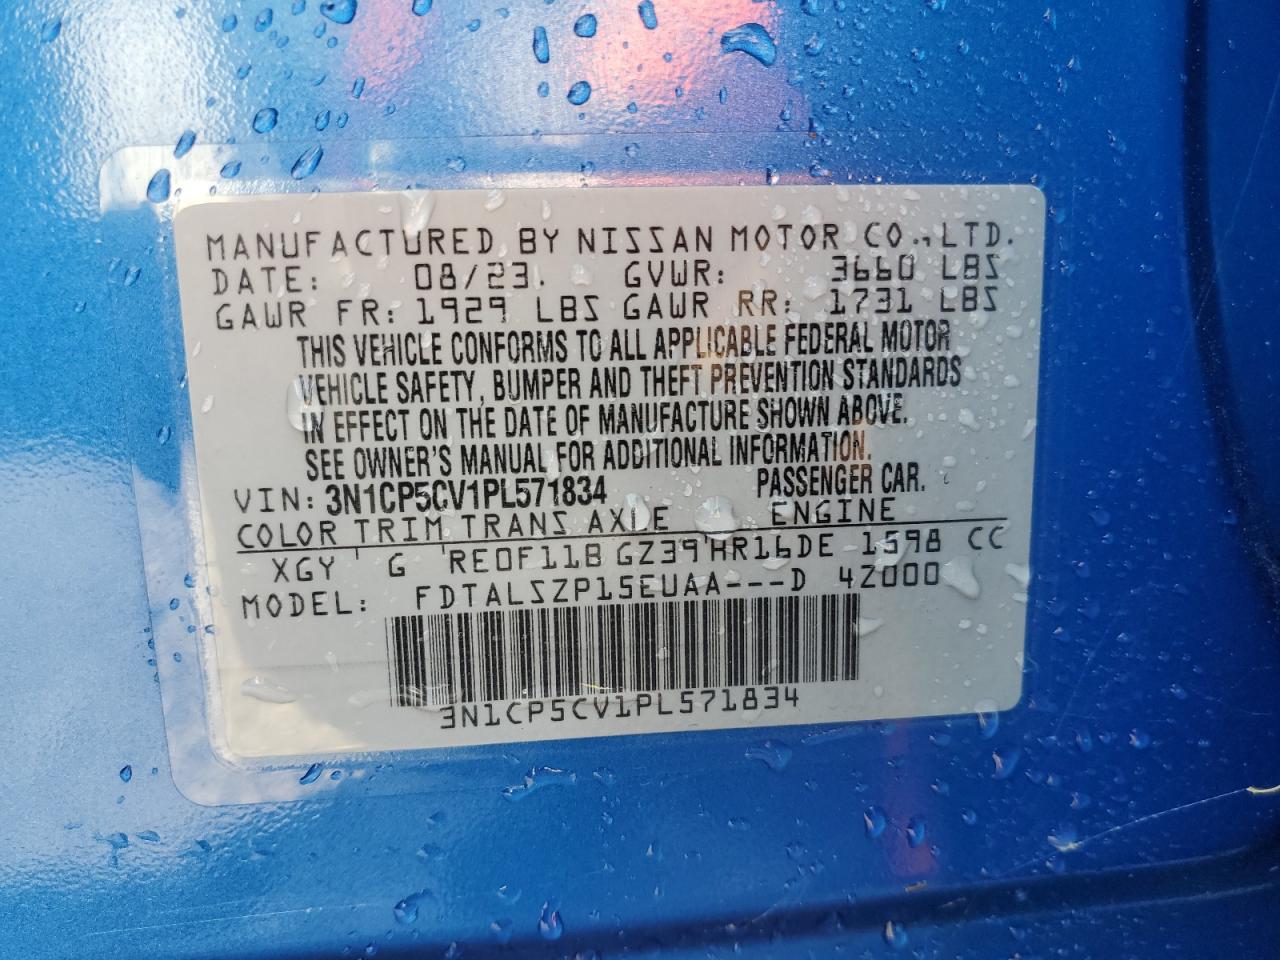 MANUFACTURED BY NISSAN MOTOR CO., LTD.
DATE: 08/23. GVWR: 3660 LBS
GAWR FR: 1929 LBS GAWR RR: 1731 LBS
THIS VEHICLE CONFORMS TO ALL APPLICABLE FEDERAL MOTOR
VEHICLE SAFETY, BUMPER AND THEFT PREVENTION STANDARDS
IN EFFECT ON THE DATE OF MANUFACTURE SHOWN ABOVE.
SEE OWNER'S MANUAL FOR ADDITIONAL INFORMATION.
VIN: 3N1CP5CV1PL571834 PASSENGER CAR.
COLOR TRIM TRANS AXLE ENGINE
XGY G RE0F11B GZ39 HR16DE 1598 CC
MODEL: FDTALSZP15EUAA---D 4Z000
3N1CP5CV1PL571834